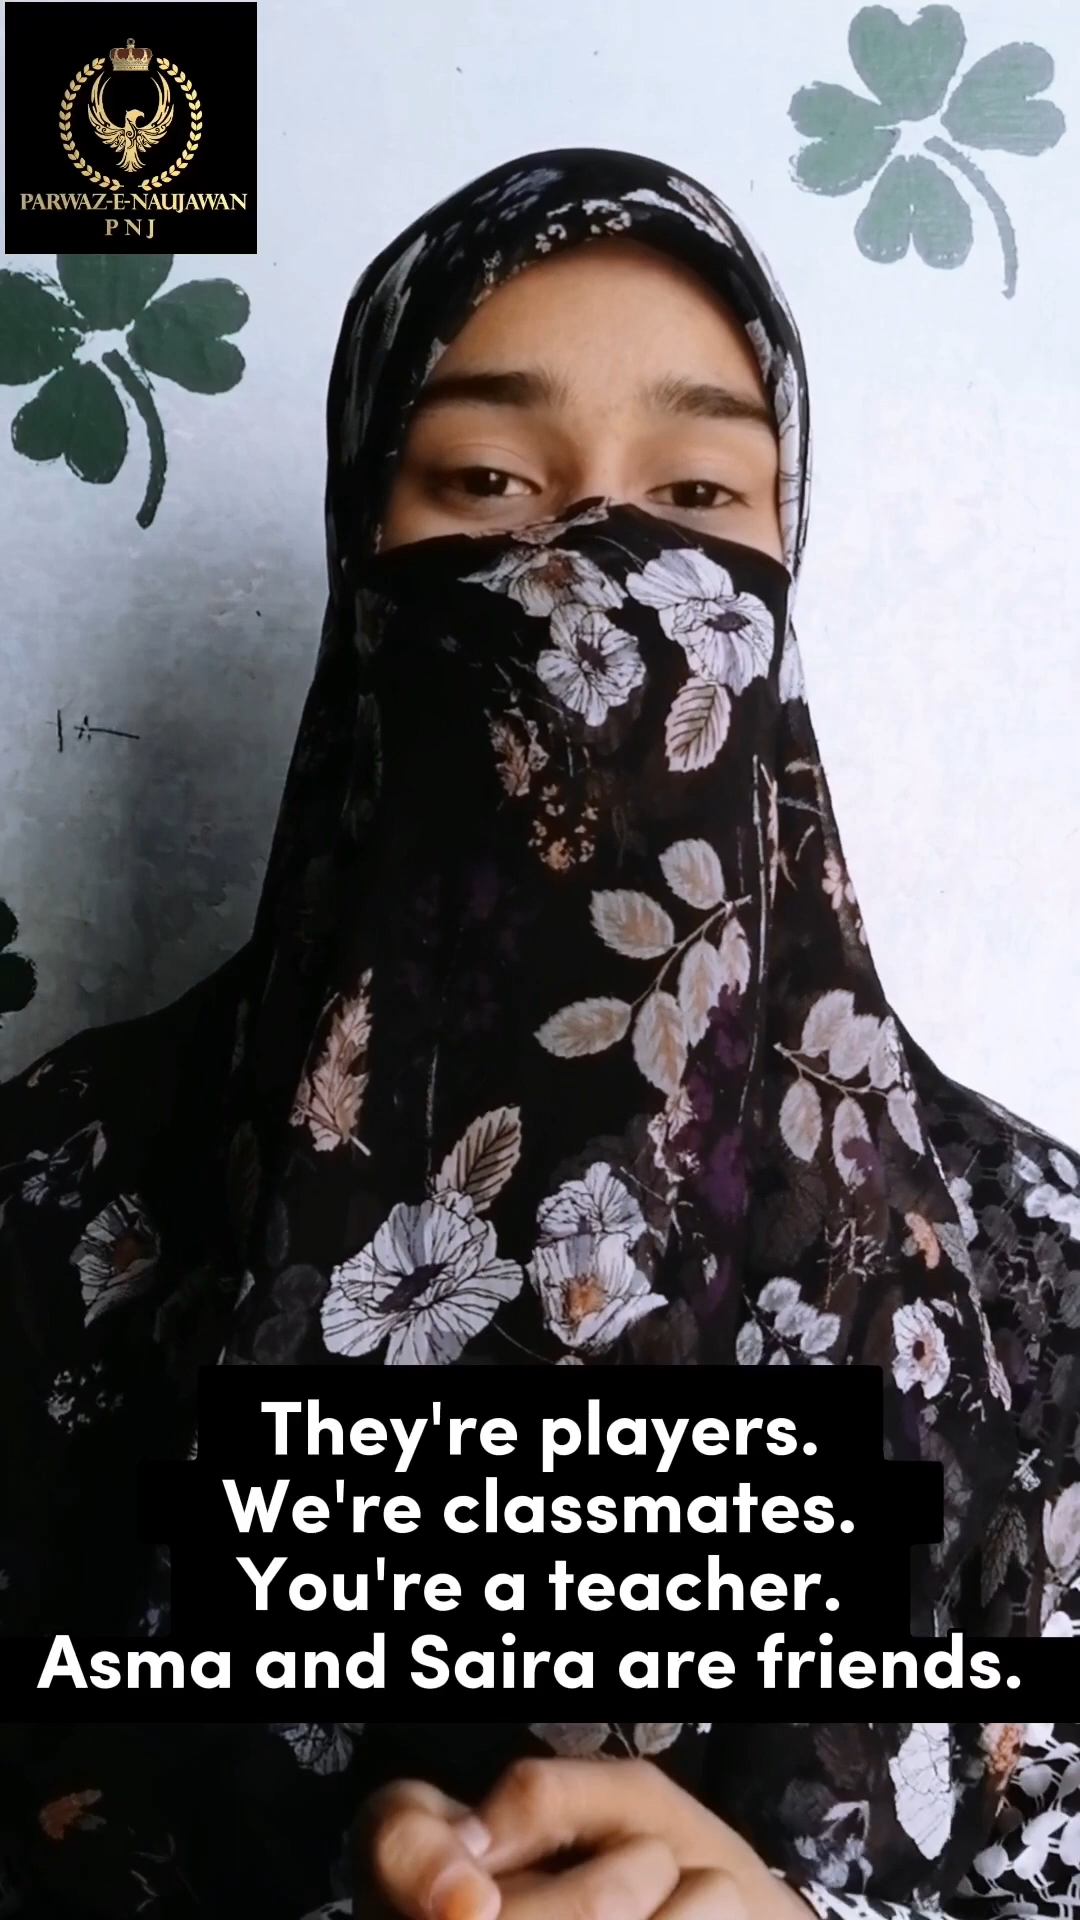 PARWAZ-E-NAUJAWAN
PNJ
They're players.
We're classmates.
You're a teacher.
Asma and Saira are friends.